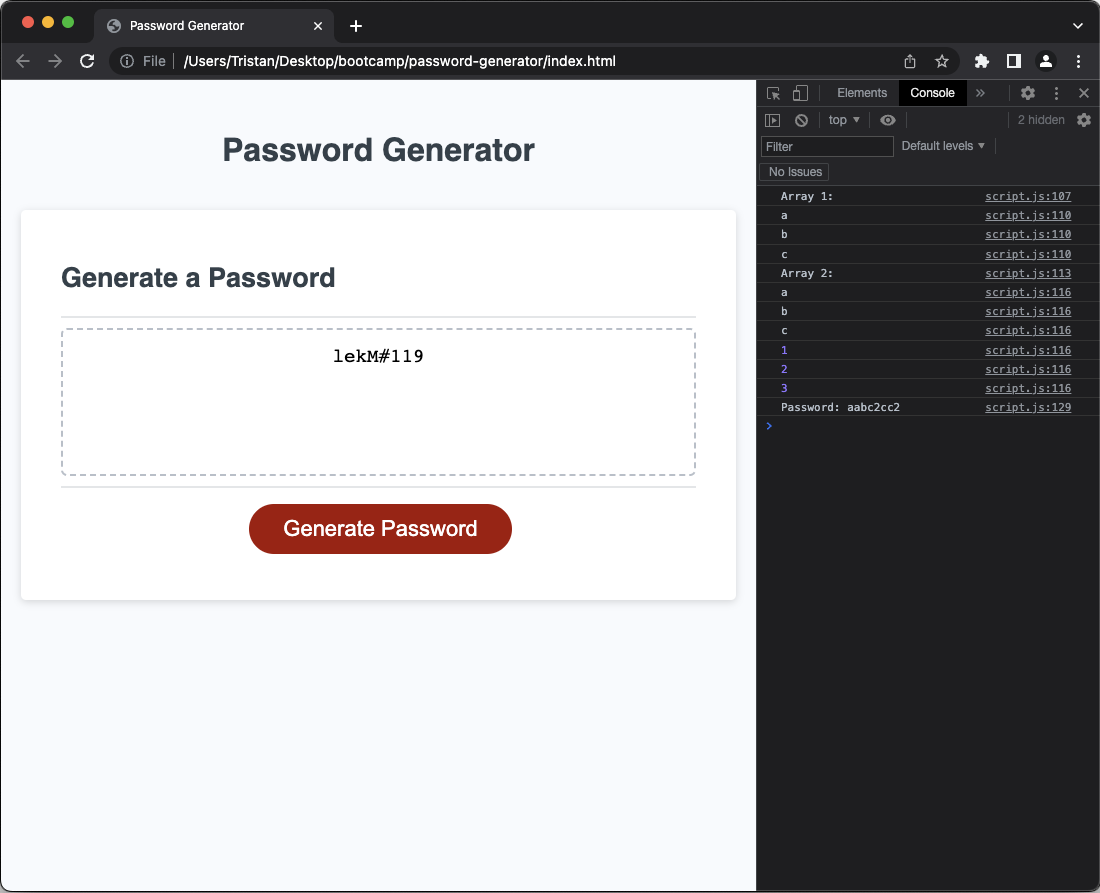 Password Generator
File
/Users/Tristan/Desktop/bootcamp/password-generator/index.html
Password Generator
Generate a Password
lekM#119
Generate Password
Elements Console »
top ▼ 2 hidden
Filter Default levels ▼
No Issues
Array 1: script.js:107
a script.js:110
b script.js:110
c script.js:110
Array 2: script.js:113
a script.js:116
b script.js:116
c script.js:116
1 script.js:116
2 script.js:116
3 script.js:116
Password: aabc2cc2 script.js:129
>